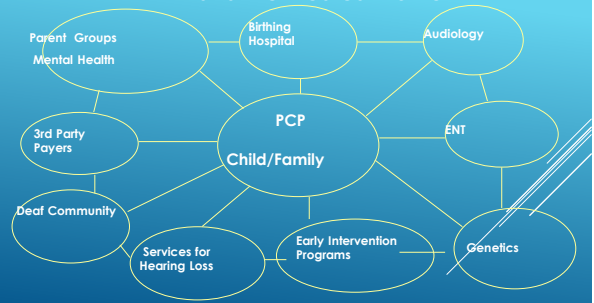 Parent Groups
Mental Health
Birthing
Hospital
Audiology
PCP
Child/Family
ENT
3rd Party
Payers
Deaf Community
Services for
Hearing Loss
Early Intervention
Programs
Genetics